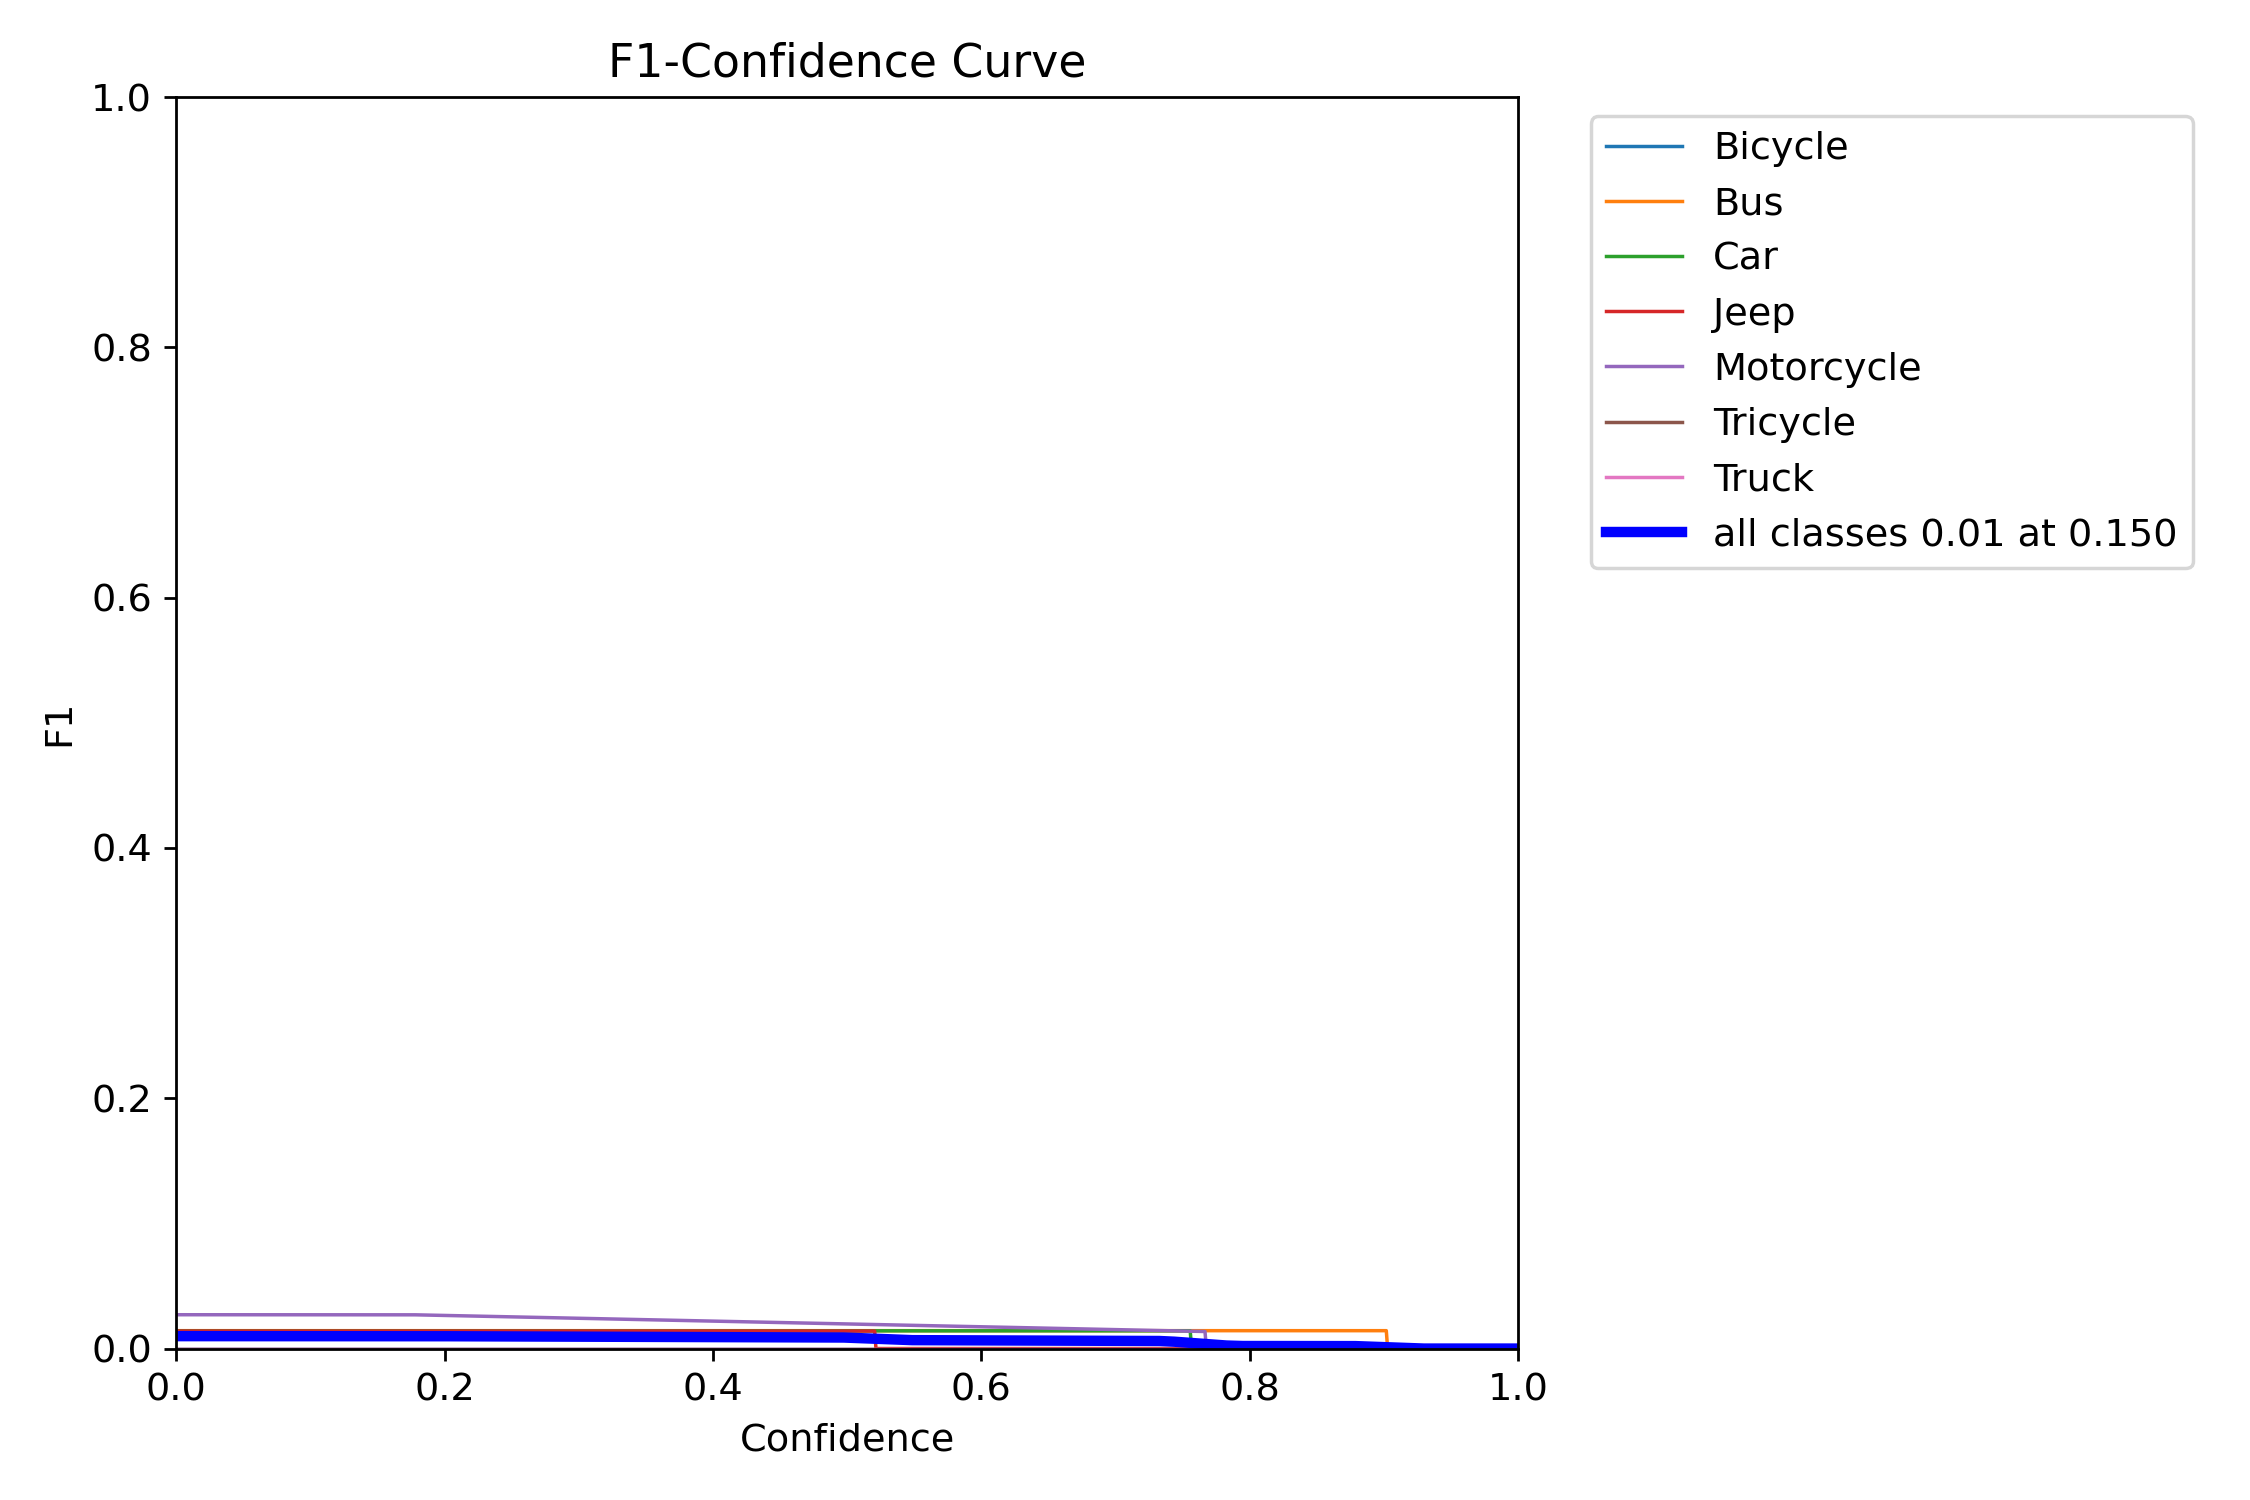 F1-Confidence Curve
1.0
0.8
0.6
0.4
0.2
0.0
F1
0.0 0.2 0.4 0.6 0.8 1.0
Confidence
Bicycle
Bus
Car
Jeep
Motorcycle
Tricycle
Truck
all classes 0.01 at 0.150